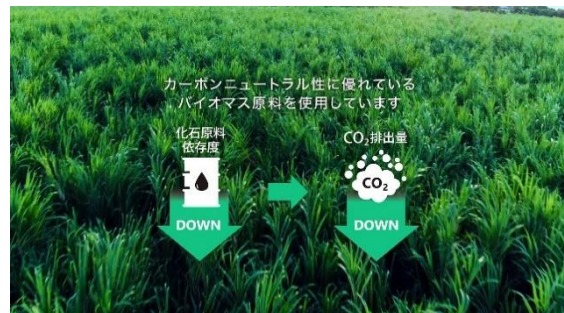 カーボンニュートラル性に優れている
バイオマス原料を使用しています
化石原料
依存度
CO₂排出量
CO₂
DOWN
DOWN